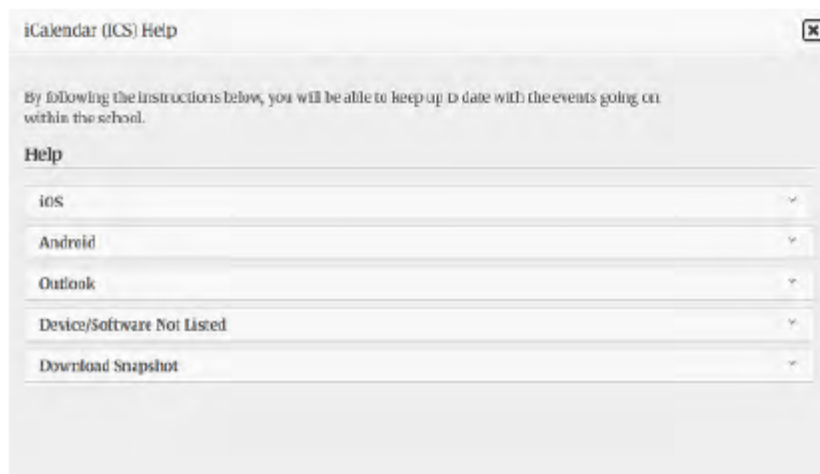 iCalendar (ICS) Help
By following the instructions below, you will be able to keep up to date with the events going on
within the school.
Help
iOS
Android
Outlook
Device/Software Not Listed
Download Snapshot